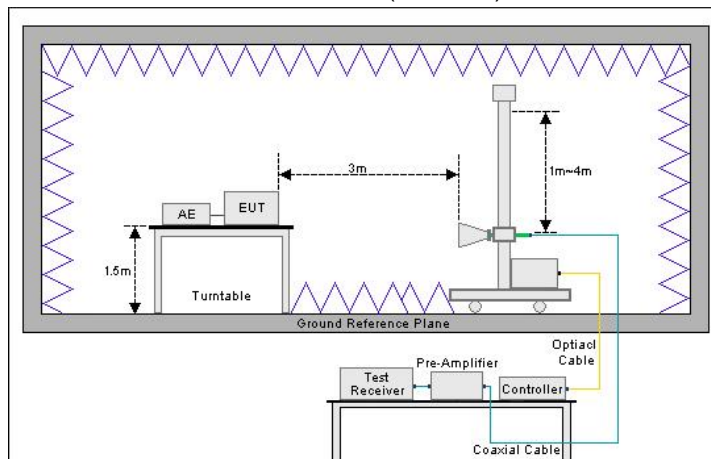 3m
1m~4m
AE
EUT
1.5m
Turntable
Ground Reference Plane
Optiacl
Cable
Pre-Amplifier
Test
Receiver
Controller
Coaxial Cable